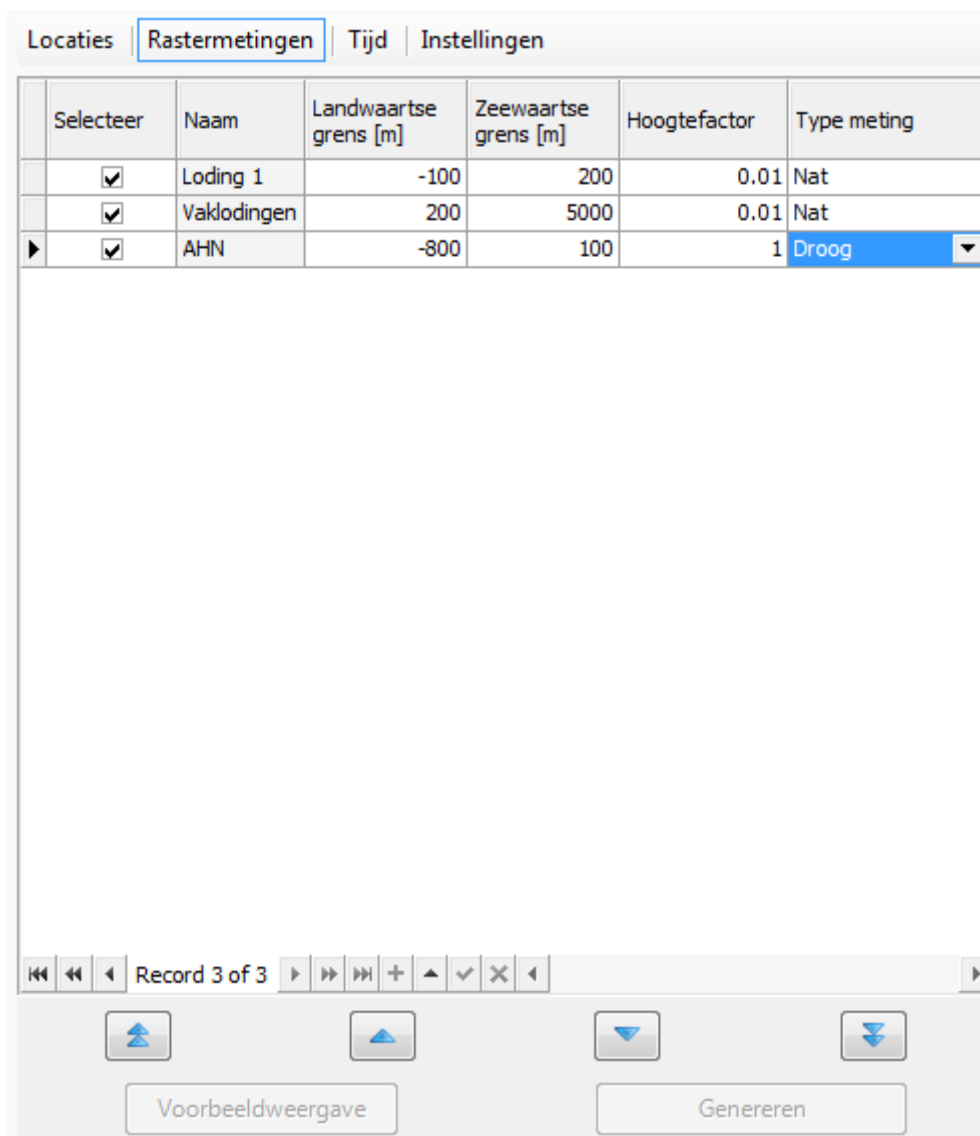 Locaties Rastermetingen Tijd Instellingen
Selecteer Naam Landwaartse grens [m] Zeewaartse grens [m] Hoogtefactor Type meting
Loding 1 -100 200 0.01 Nat
Vaklodingen 200 5000 0.01 Nat
AHN -800 100 1 Droog
Record 3 of 3
Voorbeeldweergave Genereren